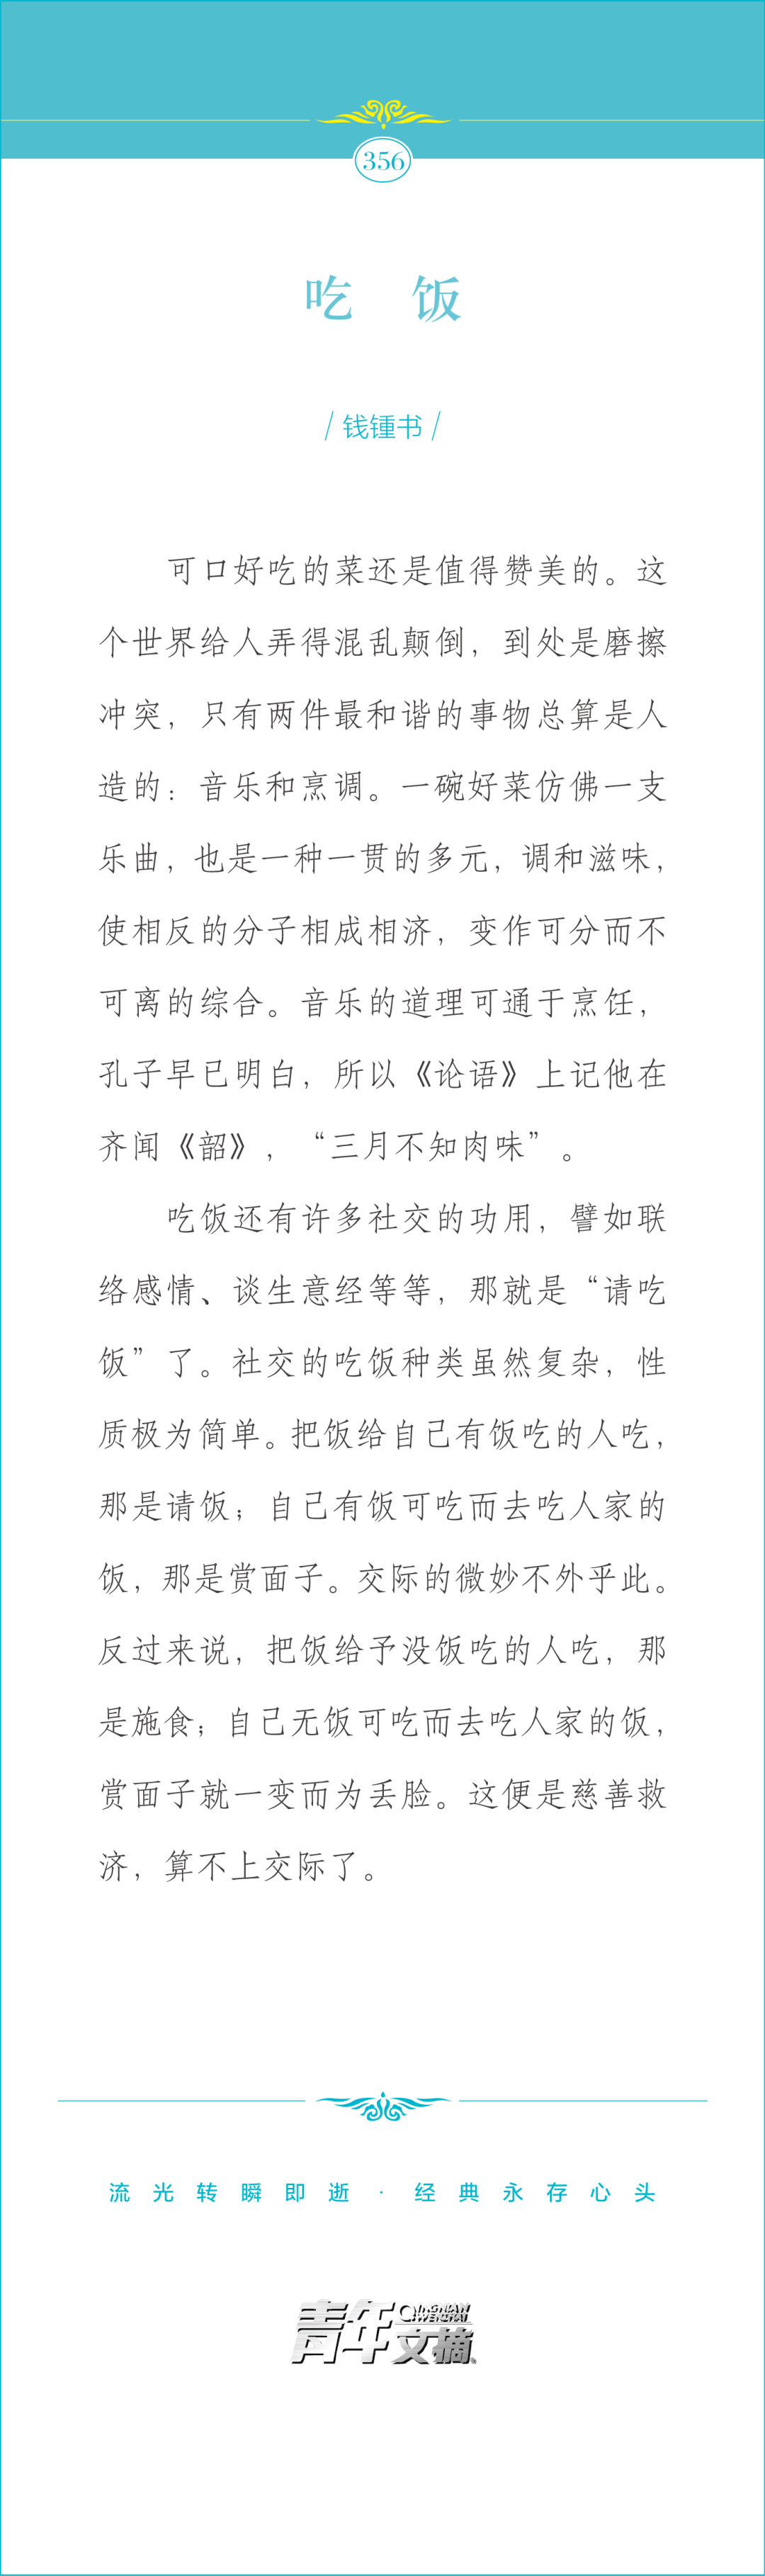 356
吃 饭
/ 钱锺书 /
可口好吃的菜还是值得赞美的。这
个世界给人弄得混乱颠倒，到处是磨擦
冲突，只有两件最和谐的事物总算是人
造的：音乐和烹调。一碗好菜仿佛一支
乐曲，也是一种一贯的多元，调和滋味，
使相反的分子相成相济，变作可分而不
可离的综合。音乐的道理可通于烹饪，
孔子早已明白，所以《论语》上记他在
齐闻《韶》，“三月不知肉味”。
吃饭还有许多社交的功用，譬如联
络感情、谈生意经等等，那就是“请吃
饭”了。社交的吃饭种类虽然复杂，性
质极为简单。把饭给自己有饭吃的人吃，
那是请饭；自己有饭可吃而去吃人家的
饭，那是赏面子。交际的微妙不外乎此。
反过来说，把饭给予没饭吃的人吃，那
是施食；自己无饭可吃而去吃人家的饭，
赏面子就一变而为丢脸。这便是慈善救
济，算不上交际了。
流光转瞬即逝·经典永存心头
青年文摘